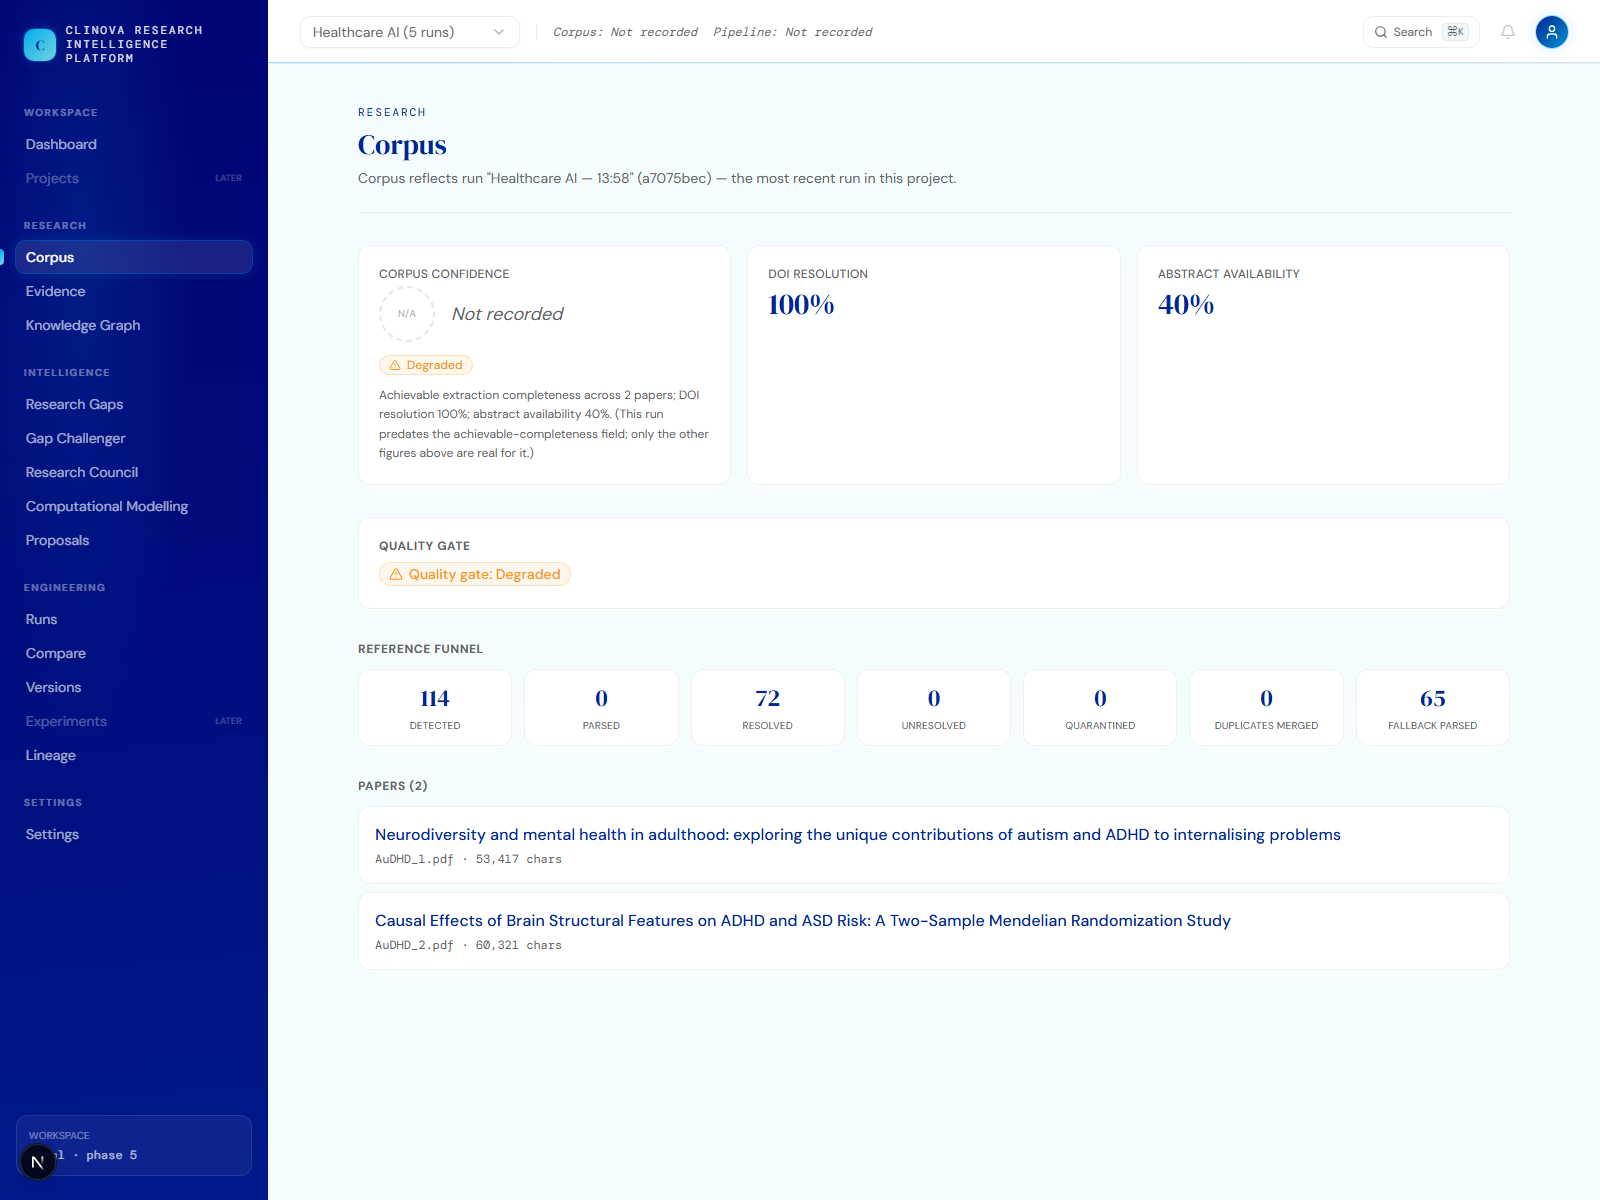 C
CLINOVA RESEARCH
INTELLIGENCE
PLATFORM
WORKSPACE
Dashboard
Projects LATER
RESEARCH
Corpus
Evidence
Knowledge Graph
INTELLIGENCE
Research Gaps
Gap Challenger
Research Council
Computational Modelling
Proposals
ENGINEERING
Runs
Compare
Versions
Experiments LATER
Lineage
SETTINGS
Settings
WORKSPACE
· phase 5
N
Healthcare AI (5 runs) Corpus: Not recorded Pipeline: Not recorded Search ⌘K
RESEARCH
Corpus
Corpus reflects run "Healthcare AI — 13:58" (a7075bec) — the most recent run in this project.
CORPUS CONFIDENCE
N/A Not recorded
Degraded
Achievable extraction completeness across 2 papers; DOI
resolution 100%; abstract availability 40%. (This run
predates the achievable-completeness field; only the other
figures above are real for it.)
DOI RESOLUTION
100%
ABSTRACT AVAILABILITY
40%
QUALITY GATE
Quality gate: Degraded
REFERENCE FUNNEL
114
DETECTED
0
PARSED
72
RESOLVED
0
UNRESOLVED
0
QUARANTINED
0
DUPLICATES MERGED
65
FALLBACK PARSED
PAPERS (2)
Neurodiversity and mental health in adulthood: exploring the unique contributions of autism and ADHD to internalising problems
AuDHD_1.pdf · 53,417 chars
Causal Effects of Brain Structural Features on ADHD and ASD Risk: A Two-Sample Mendelian Randomization Study
AuDHD_2.pdf · 60,321 chars